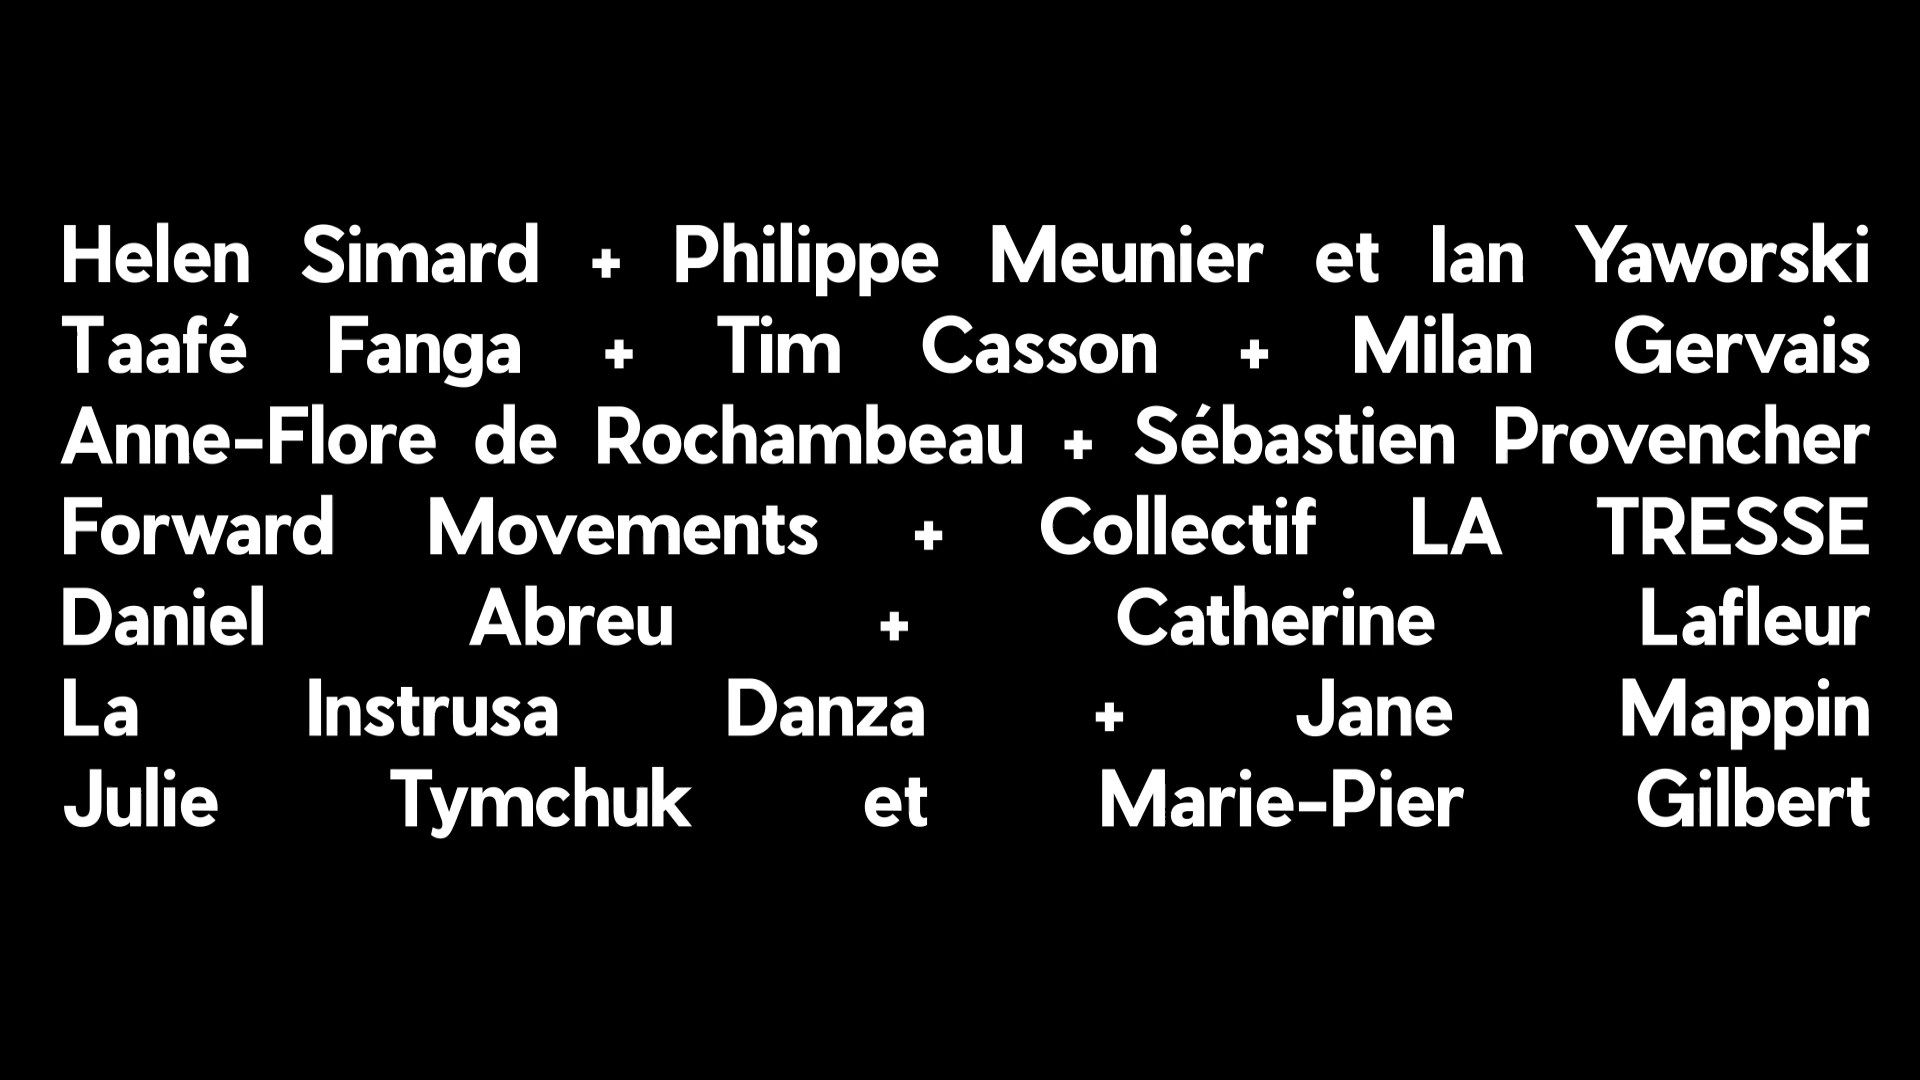 Helen Simard + Philippe Meunier et Ian Yaworski
Taafé Fanga + Tim Casson + Milan Gervais
Anne-Flore de Rochambeau + Sébastien Provencher
Forward Movements + Collectif LA TRESSE
Daniel Abreu + Catherine Lafleur
La Instrusa Danza + Jane Mappin
Julie Tymchuk et Marie-Pier Gilbert